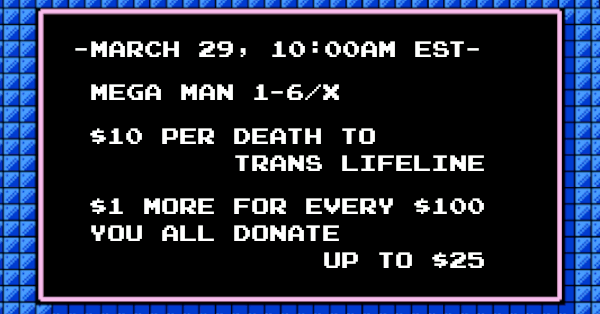 -MARCH 29, 10:00AM EST-
MEGA MAN 1-6/X
$10 PER DEATH TO
TRANS LIFELINE
$1 MORE FOR EVERY $100
YOU ALL DONATE
UP TO $25